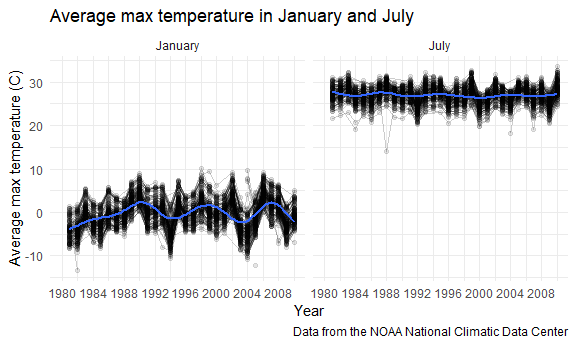 Average max temperature in January and July
January
July
Average max temperature (C)
30
20
10
0
-10
1980 1984 1988 1992 1996 2000 2004 2008
1980 1984 1988 1992 1996 2000 2004 2008
Year
Data from the NOAA National Climatic Data Center